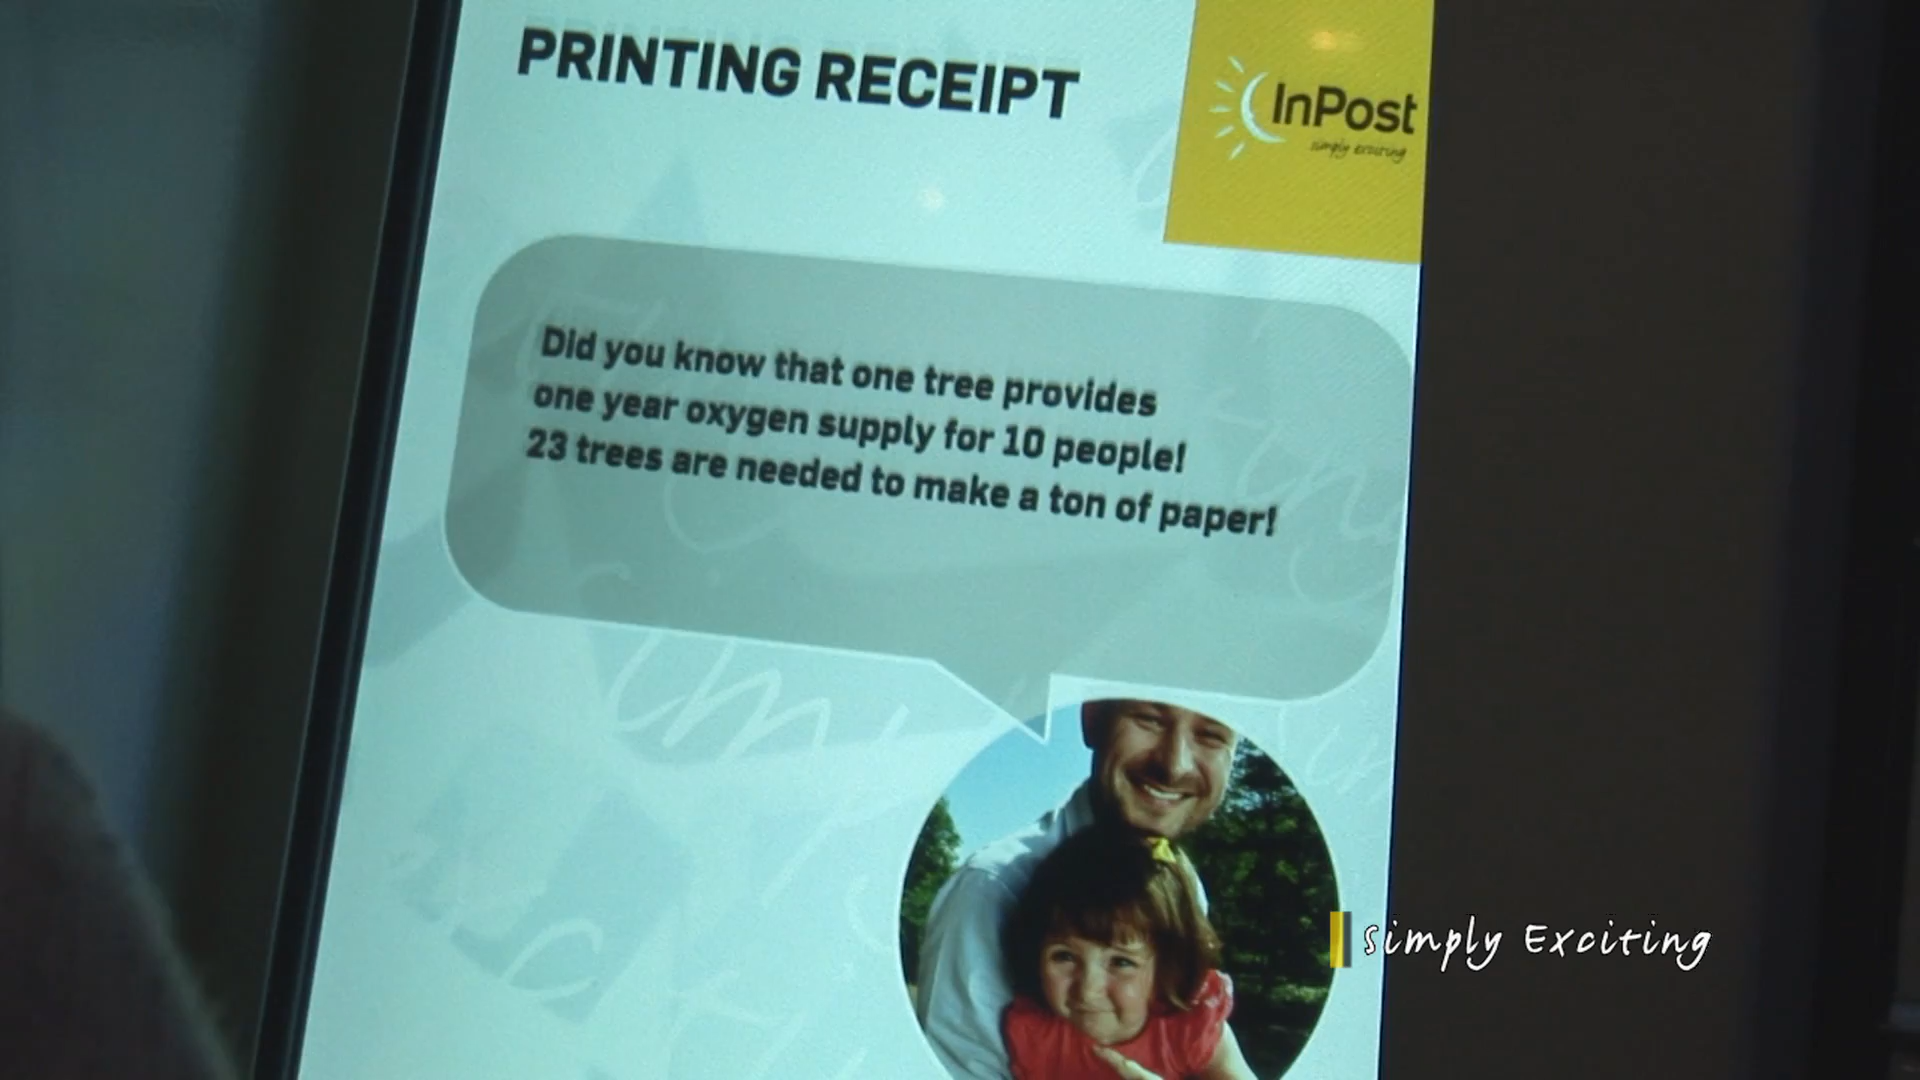 PRINTING RECEIPT
InPost
simply exciting
Did you know that one tree provides
one year oxygen supply for 10 people!
23 trees are needed to make a ton of paper!
simply Exciting